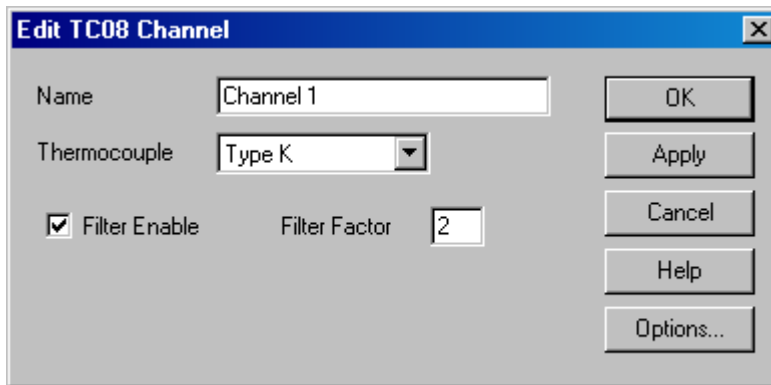 Edit TC08 Channel
Name Channel 1 OK
Thermocouple Type K Apply
Cancel
Filter Enable Filter Factor 2
Help
Options...